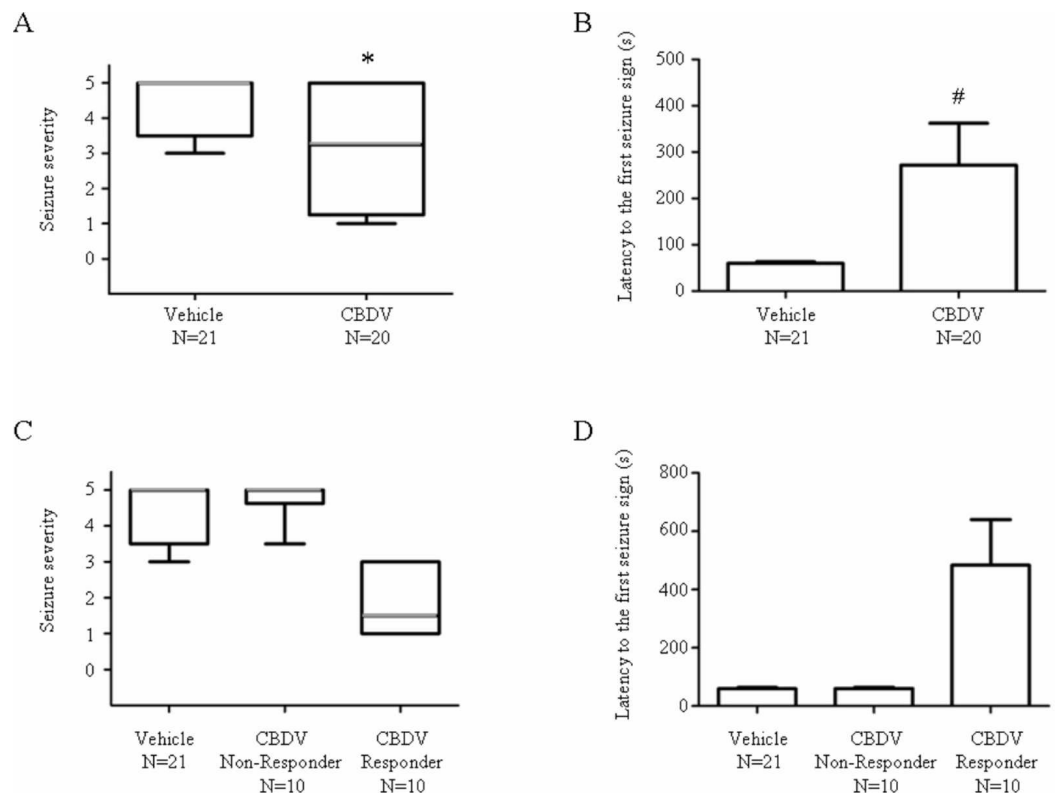 A
Seizure severity
5
4
3
2
1
0
*
Vehicle
N=21
CBDV
N=20
B
Latency to the first seizure sign (s)
500
400
300
200
100
0
#
Vehicle
N=21
CBDV
N=20
C
Seizure severity
5
4
3
2
1
0
Vehicle
N=21
CBDV
Non-Responder
N=10
CBDV
Responder
N=10
D
Latency to the first seizure sign (s)
800
600
400
200
0
Vehicle
N=21
CBDV
Non-Responder
N=10
CBDV
Responder
N=10